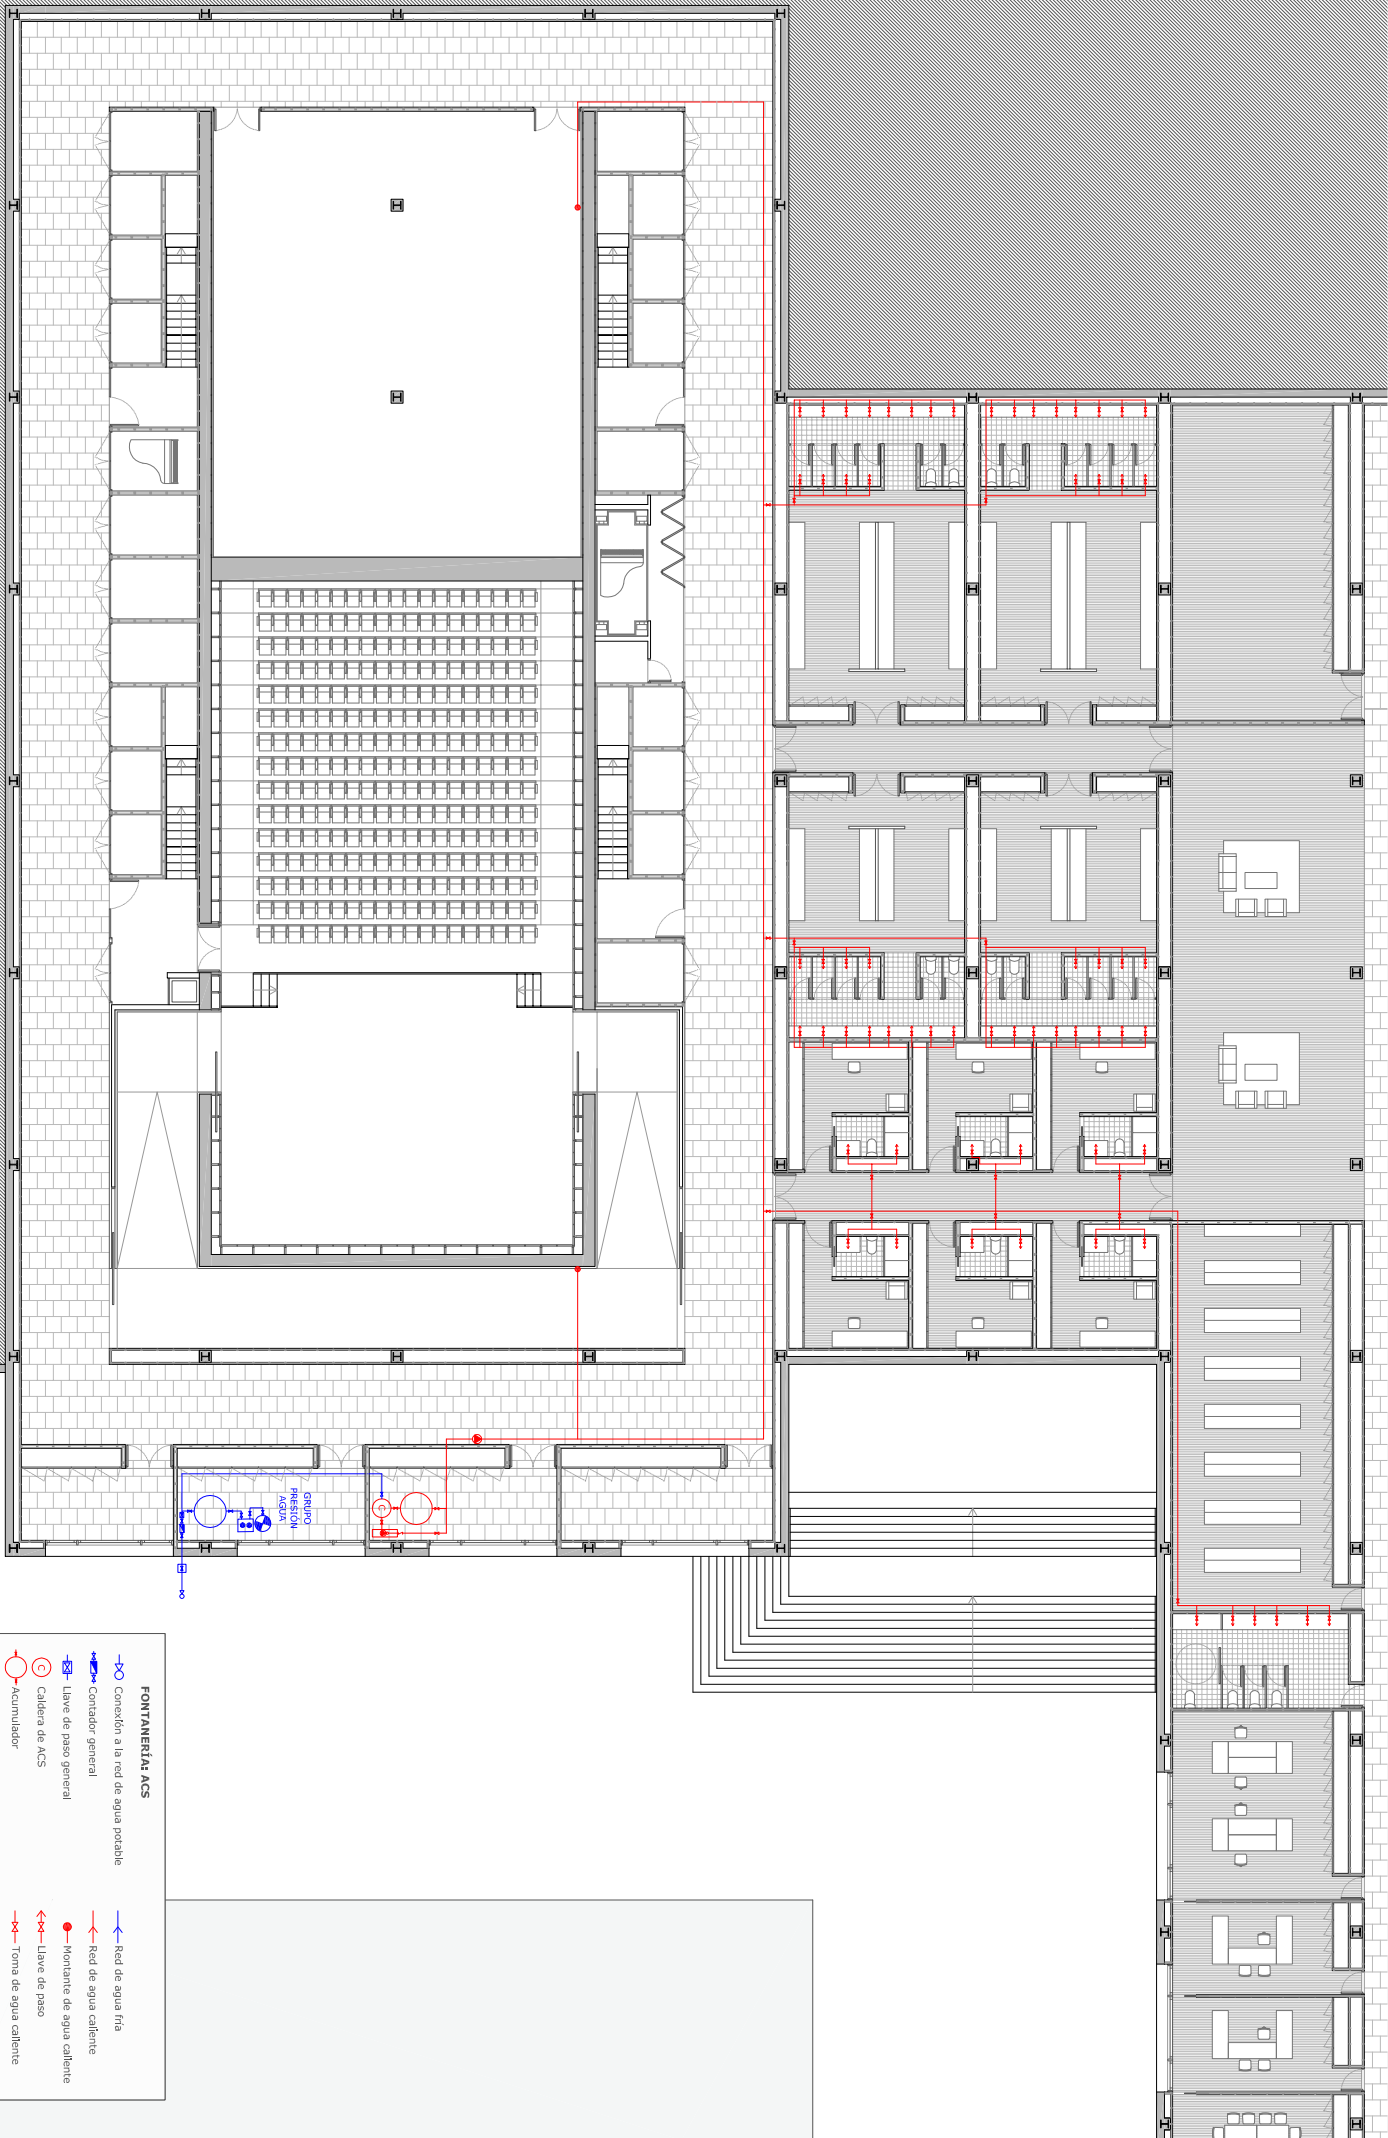 GRUPO
PRESIÓN
AGUA
C
FONTANERÍA: ACS
Conexión a la red de agua potable
Contador general
Llave de paso general
C
Caldera de ACS
Acumulador
Red de agua fría
Red de agua caliente
Montante de agua caliente
Llave de paso
Toma de agua caliente